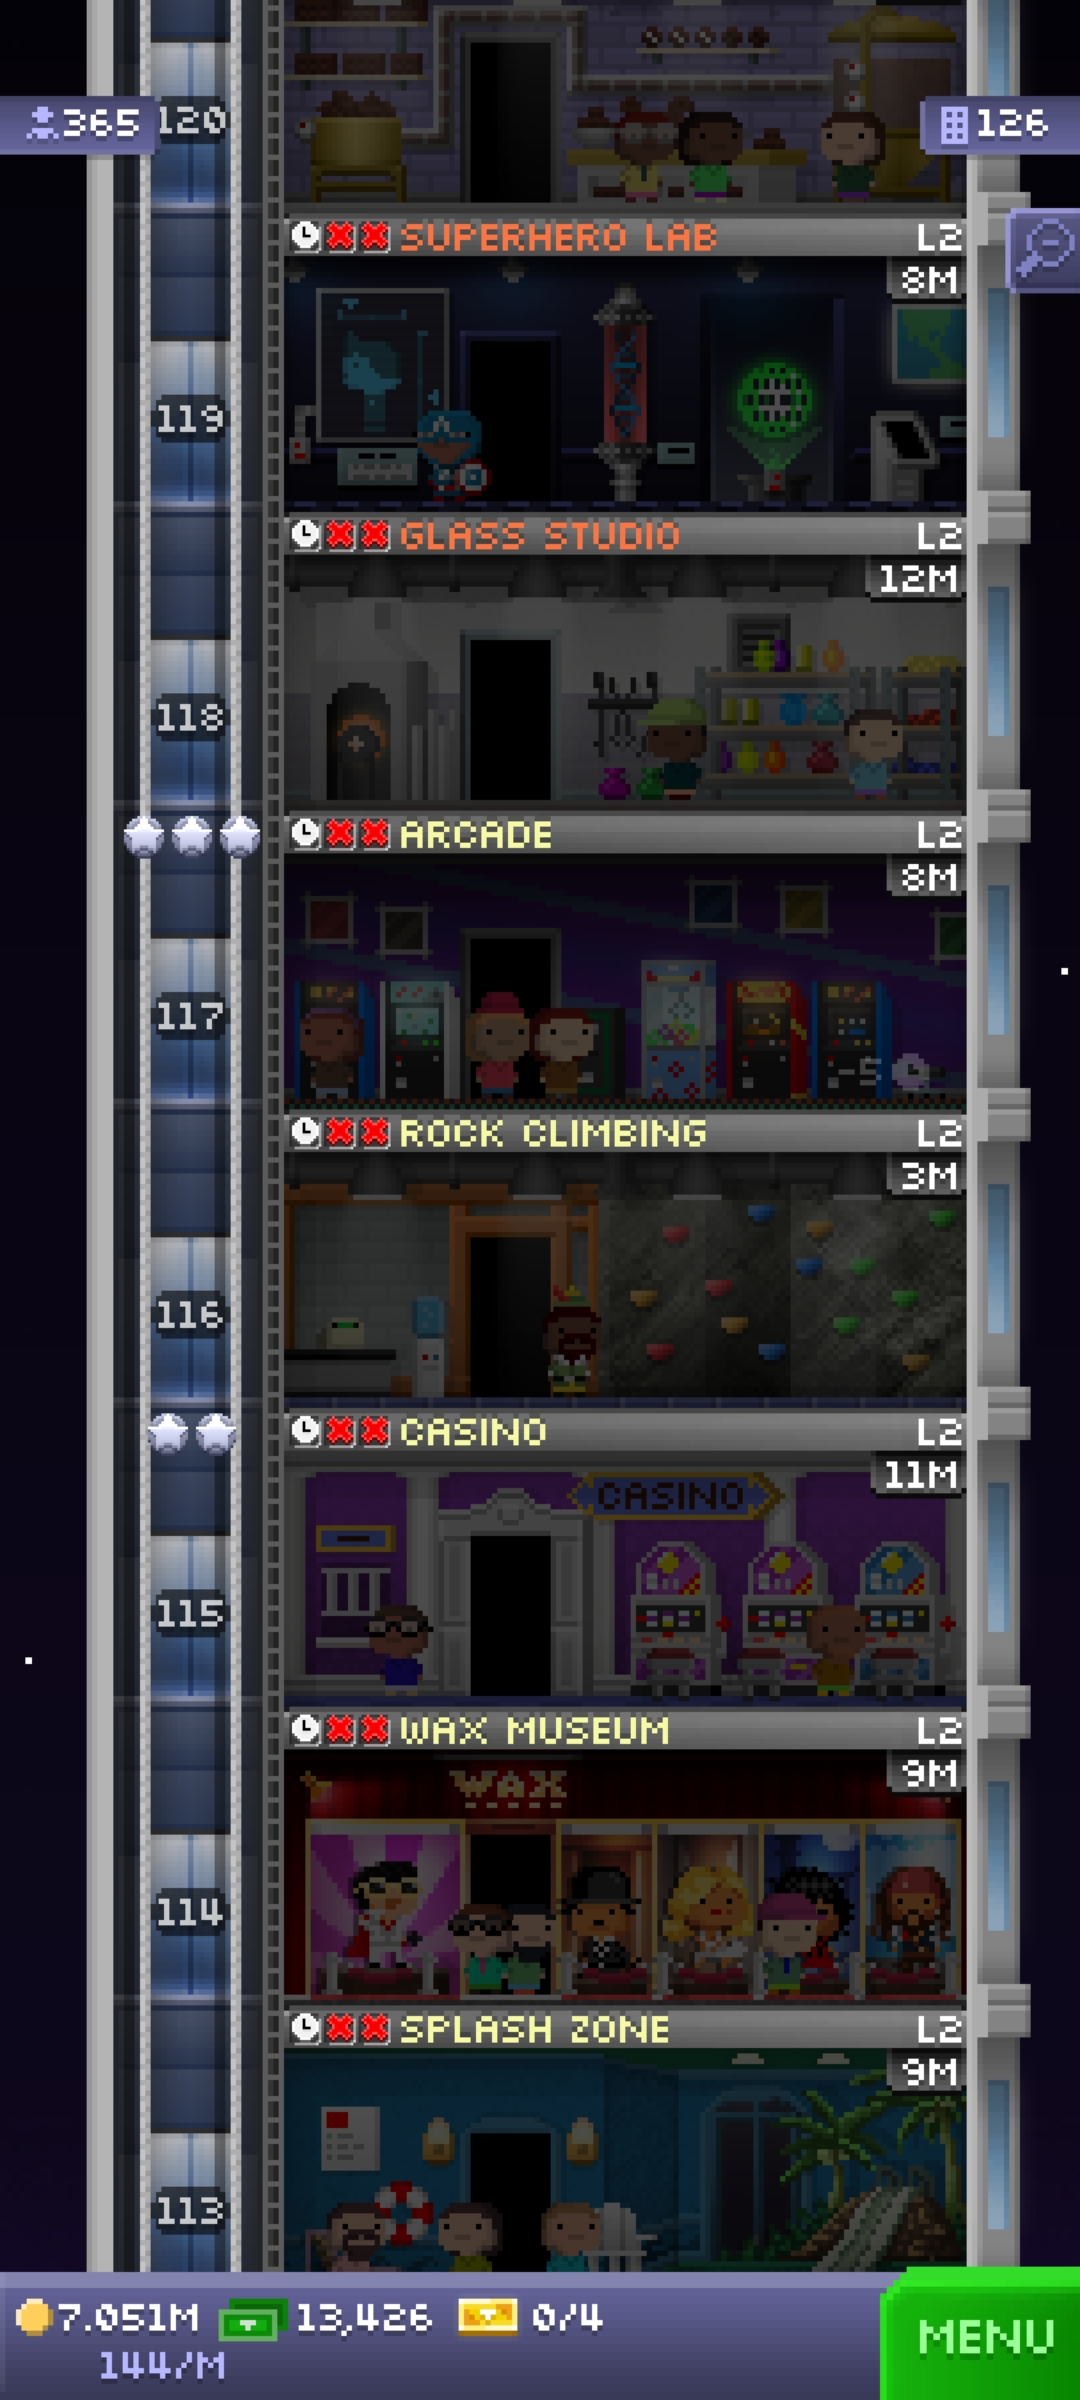 365
120
126
SUPERHERO LAB L2
8M
119
GLASS STUDIO L2
12M
118
ARCADE L2
8M
117
-5
ROCK CLIMBING L2
3M
116
CASINO L2
11M
CASINO
115
WAX MUSEUM L2
9M
WAX
114
SPLASH ZONE L2
9M
113
7.051M 13,426 0/4
144/M
MENU